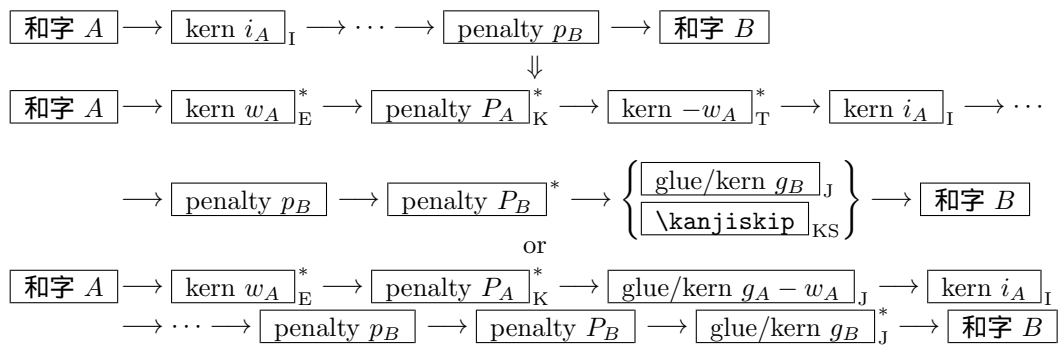 和字 A ⟶ kern i_A I ⟶ ⋯ ⟶ penalty p_B ⟶ 和字 B
⇓
和字 A ⟶ kern w_A *E ⟶ penalty P_A *K ⟶ kern −w_A *T ⟶ kern i_A I ⟶ ⋯
⟶ penalty p_B ⟶ penalty P_B * ⟶ { glue/kern g_B J
\kanjiskip KS } ⟶ 和字 B
or
和字 A ⟶ kern w_A *E ⟶ penalty P_A *K ⟶ glue/kern g_A − w_A J ⟶ kern i_A I
⟶ ⋯ ⟶ penalty p_B ⟶ penalty P_B ⟶ glue/kern g_B *J ⟶ 和字 B